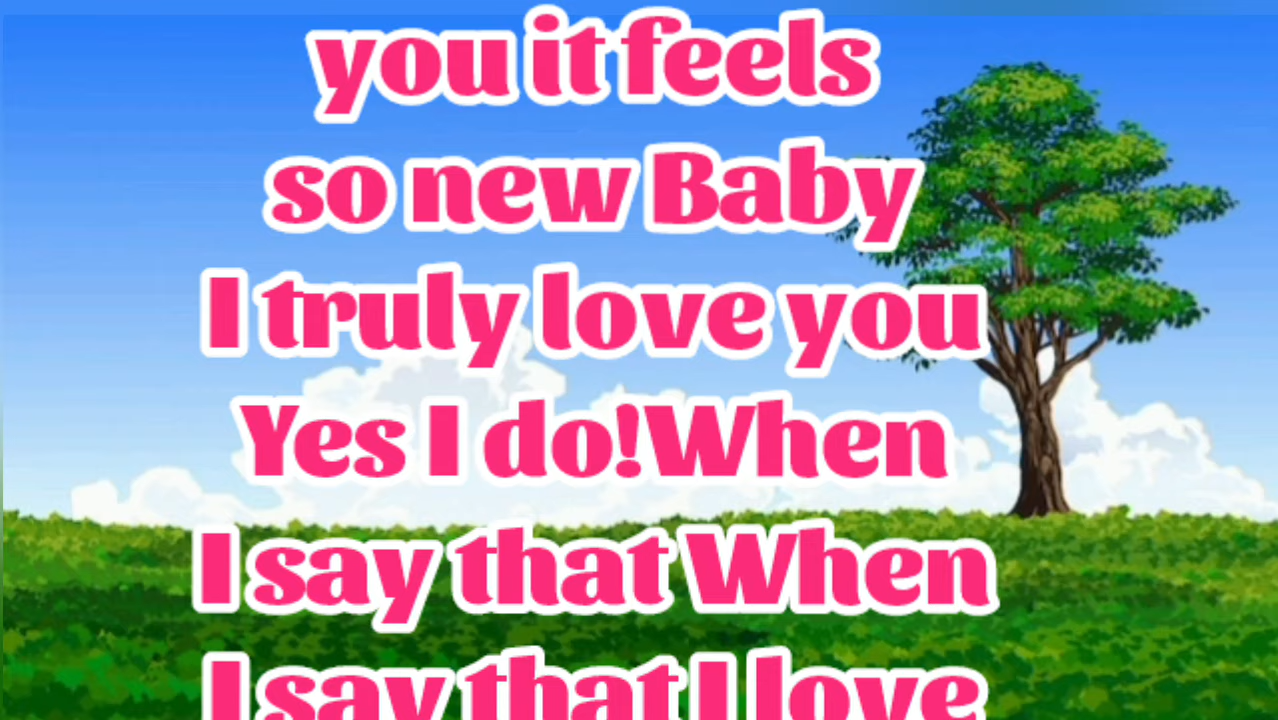 you it feels
so new Baby
I truly love you
Yes I do!When
I say that When
I say that I love